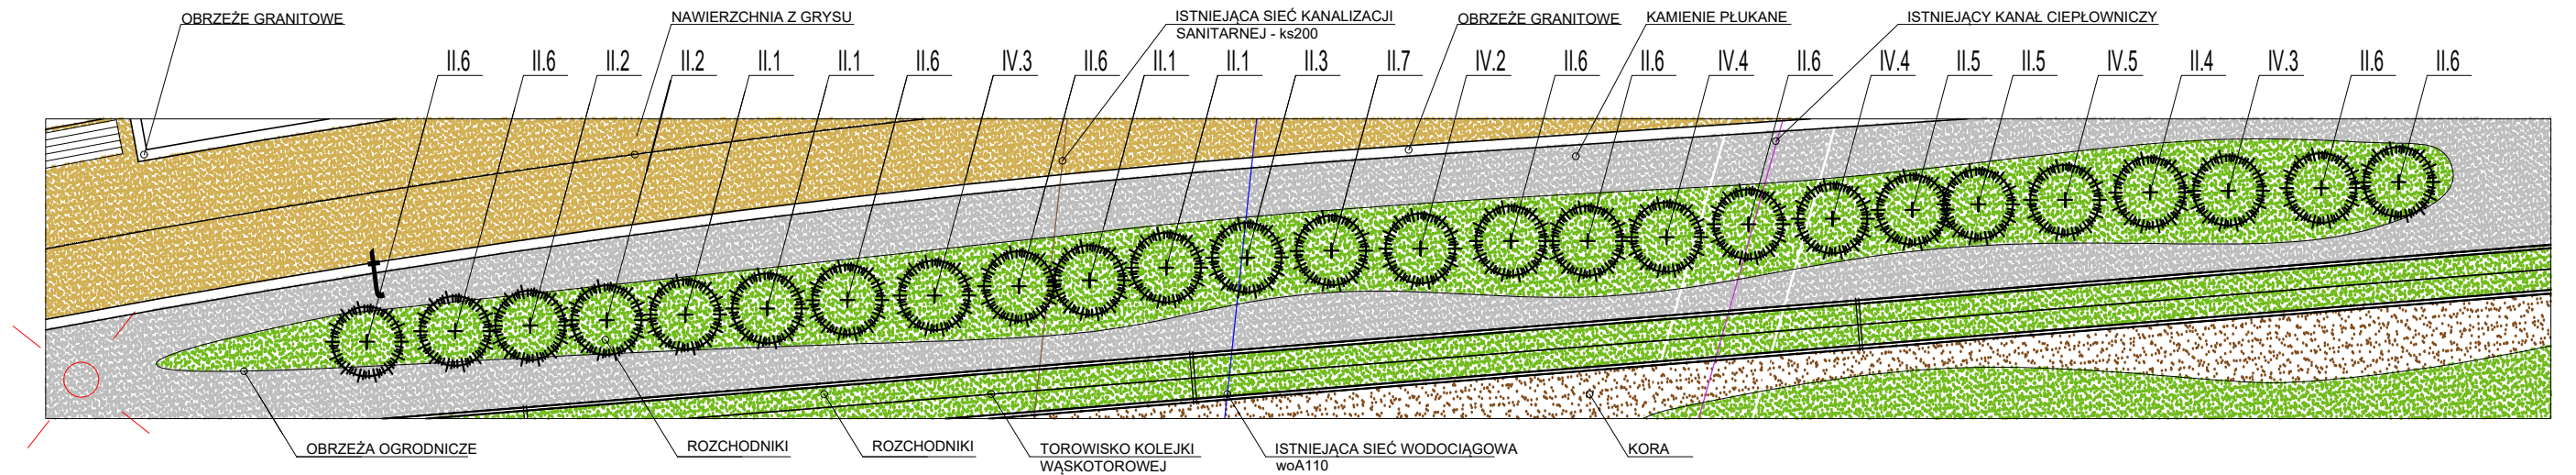 OBRZEŻE GRANITOWE
NAWIERZCHNIA Z GRYSU
ISTNIEJĄCA SIEĆ KANALIZACJI
SANITARNEJ - ks200
OBRZEŻE GRANITOWE
KAMIENIE PŁUKANE
ISTNIEJĄCY KANAŁ CIEPŁOWNICZY
II.6
II.6
II.2
II.2
II.1
II.1
II.6
IV.3
II.6
II.1
II.1
II.3
II.7
IV.2
II.6
II.6
IV.4
II.6
IV.4
II.5
II.5
IV.5
II.4
IV.3
II.6
II.6
t
OBRZEŻA OGRODNICZE
ROZCHODNIKI
ROZCHODNIKI
TOROWISKO KOLEJKI
WĄSKOTOROWEJ
ISTNIEJĄCA SIEĆ WODOCIĄGOWA
woA110
KORA